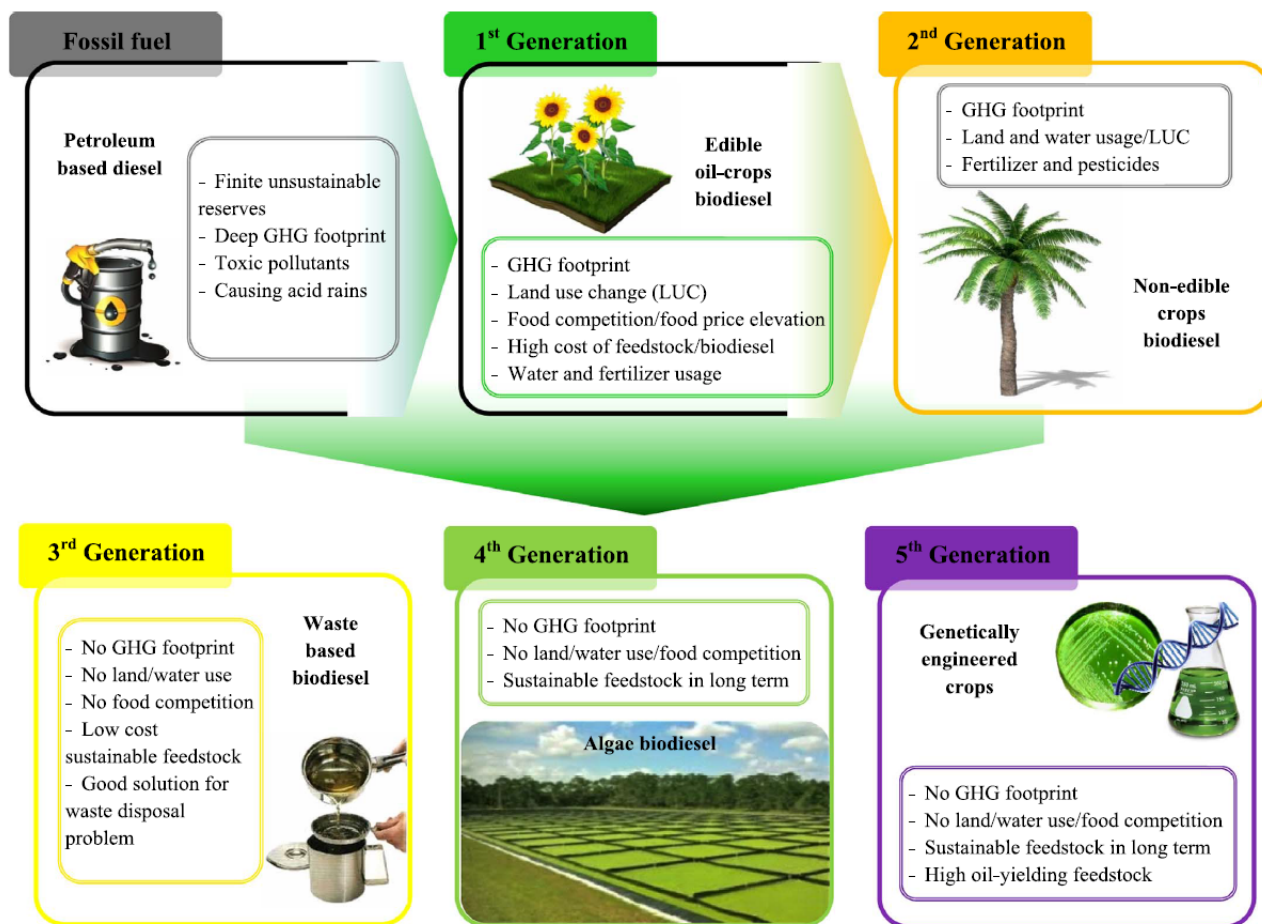 Fossil fuel
Petroleum
based diesel
- Finite unsustainable
reserves
- Deep GHG footprint
- Toxic pollutants
- Causing acid rains
1st Generation
Edible
oil-crops
biodiesel
- GHG footprint
- Land use change (LUC)
- Food competition/food price elevation
- High cost of feedstock/biodiesel
- Water and fertilizer usage
2nd Generation
- GHG footprint
- Land and water usage/LUC
- Fertilizer and pesticides
Non-edible
crops
biodiesel
3rd Generation
- No GHG footprint
- No land/water use
- No food competition
- Low cost
sustainable feedstock
- Good solution for
waste disposal
problem
Waste
based
biodiesel
4th Generation
- No GHG footprint
- No land/water use/food competition
- Sustainable feedstock in long term
Algae biodiesel
5th Generation
Genetically
engineered
crops
- No GHG footprint
- No land/water use/food competition
- Sustainable feedstock in long term
- High oil-yielding feedstock